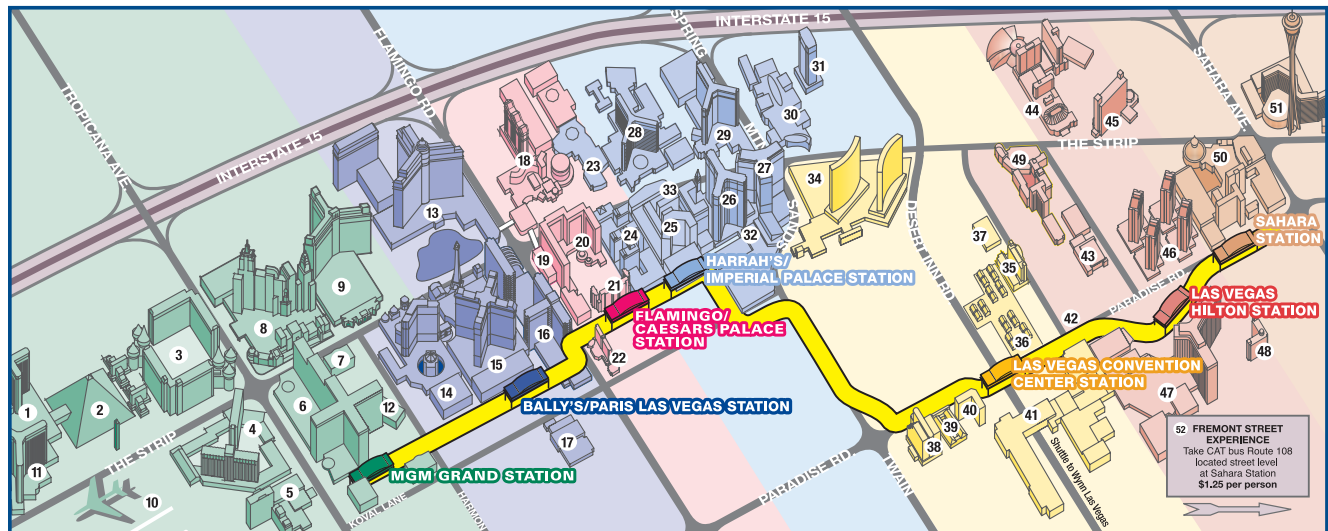 INTERSTATE 15
SPRING MTN
31
FLAMINGO RD
SAHARA AVE
51
44
45
30
TROPICANA AVE
28
29
THE STRIP
18
23
27
49
50
INTERSTATE 15
13
33
26
34
SANDS
DESERT INN RD
20
24
25
32
37
SAHARA
STATION
19
HARRAH'S/
IMPERIAL PALACE STATION
35
43
46
PARADISE RD
9
21
FLAMINGO/
CAESARS PALACE
STATION
LAS VEGAS
HILTON STATION
42
8
16
36
48
3
7
22
15
LAS VEGAS CONVENTION
CENTER STATION
14
BALLY'S/PARIS LAS VEGAS STATION
47
1
2
6
12
40
39
38
41
4
17
THE STRIP
11
MGM GRAND STATION
PARADISE RD
TWAIN
Shuttle to Wynn Las Vegas
5
10
KOVAL LANE
HARMON
52 FREMONT STREET
EXPERIENCE
Take CAT bus Route 108
located street level
at Sahara Station
$1.25 per person